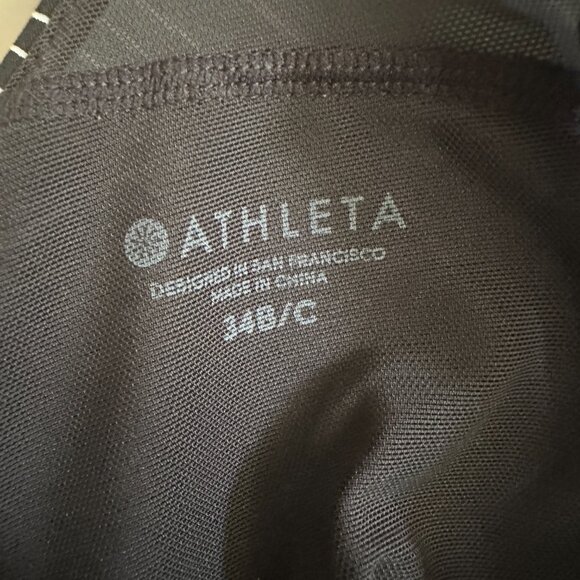 ATHLETA
DESIGNED IN SAN FRANCISCO
MADE IN CHINA
34B/C